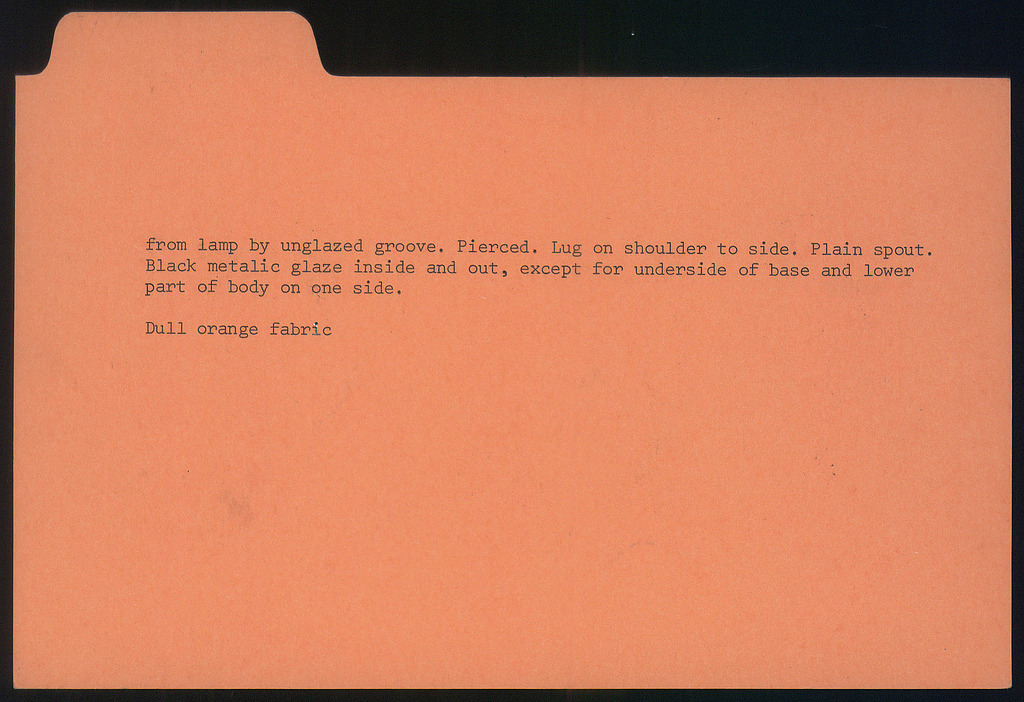 from lamp by unglazed groove. Pierced. Lug on shoulder to side. Plain spout.
Black metalic glaze inside and out, except for underside of base and lower
part of body on one side.
Dull orange fabric